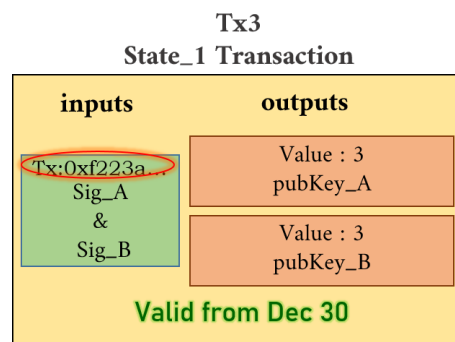 Tx3
State_1 Transaction
inputs
outputs
Tx:0xf223a...
Sig_A
&
Sig_B
Value : 3
pubKey_A
Value : 3
pubKey_B
Valid from Dec 30